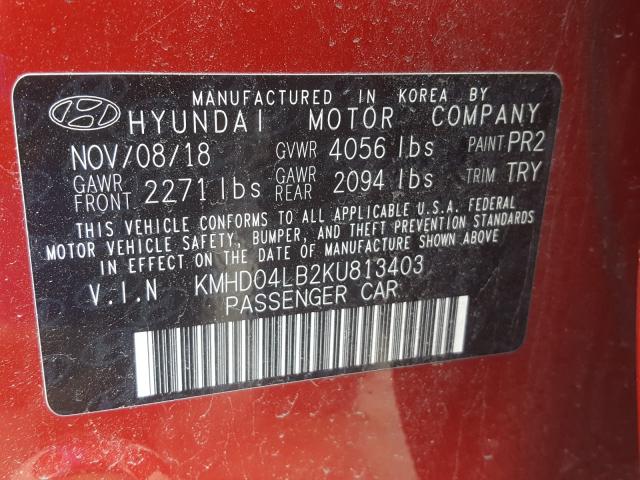 MANUFACTURED IN KOREA BY
HYUNDAI MOTOR COMPANY
NOV/08/18 GVWR 4056 lbs PAINT PR2
GAWR FRONT 2271 lbs GAWR REAR 2094 lbs TRIM TRY
THIS VEHICLE CONFORMS TO ALL APPLICABLE U.S.A. FEDERAL
MOTOR VEHICLE SAFETY, BUMPER, AND THEFT PREVENTION STANDARDS
IN EFFECT ON THE DATE OF MANUFACTURE SHOWN ABOVE
V.I.N KMHD04LB2KU813403
PASSENGER CAR